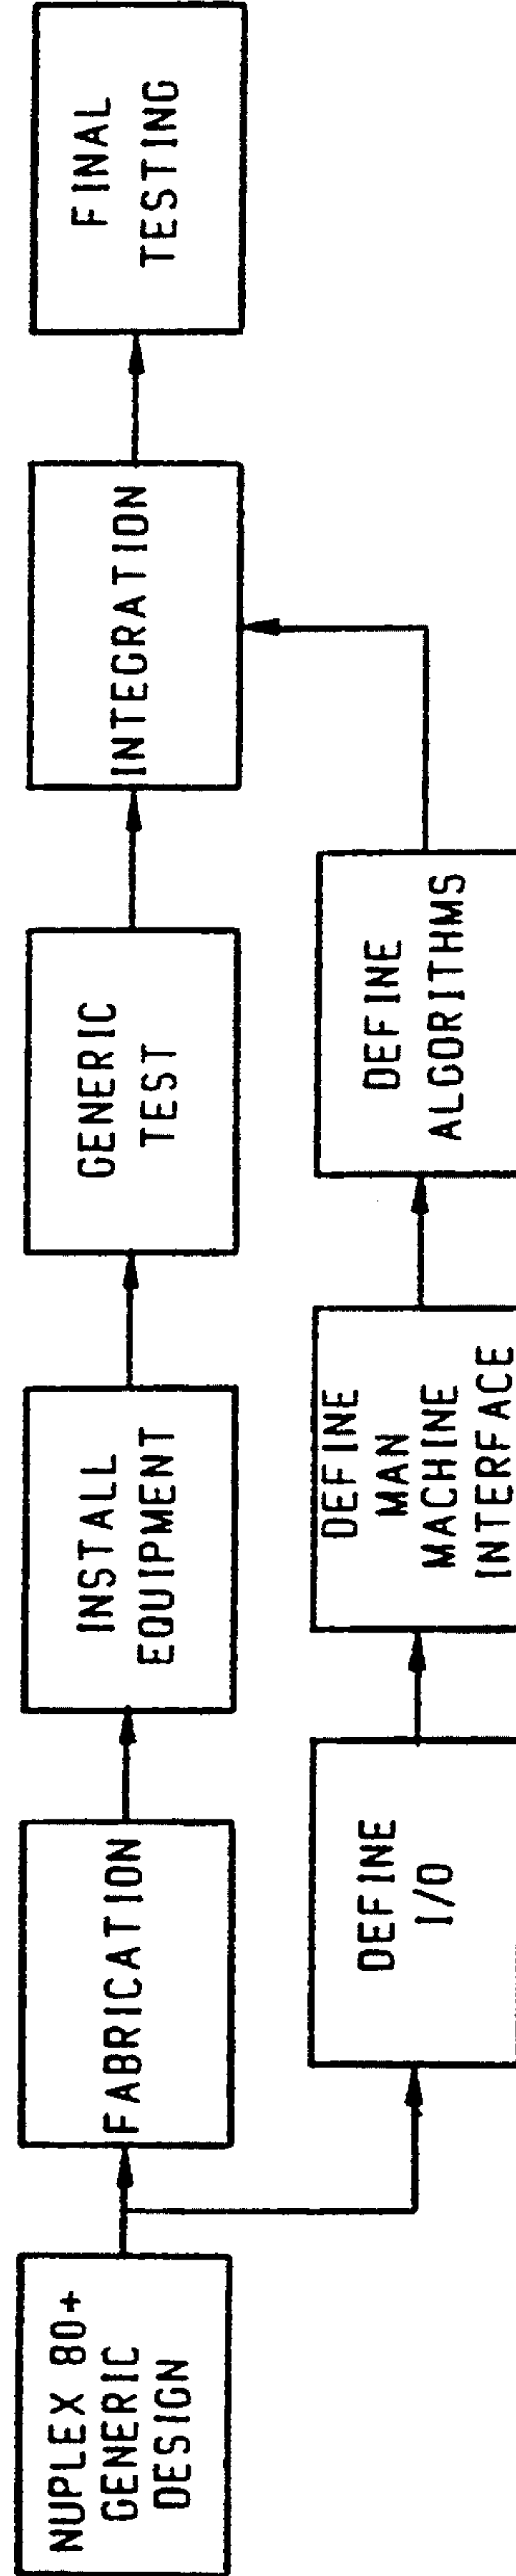 NUPLEX 80+
GENERIC
DESIGN
FABRICATION
INSTALL
EQUIPMENT
GENERIC
TEST
INTEGRATION
FINAL
TESTING
DEFINE
I/O
DEFINE
MAN
MACHINE
INTERFACE
DEFINE
ALGORITHMS